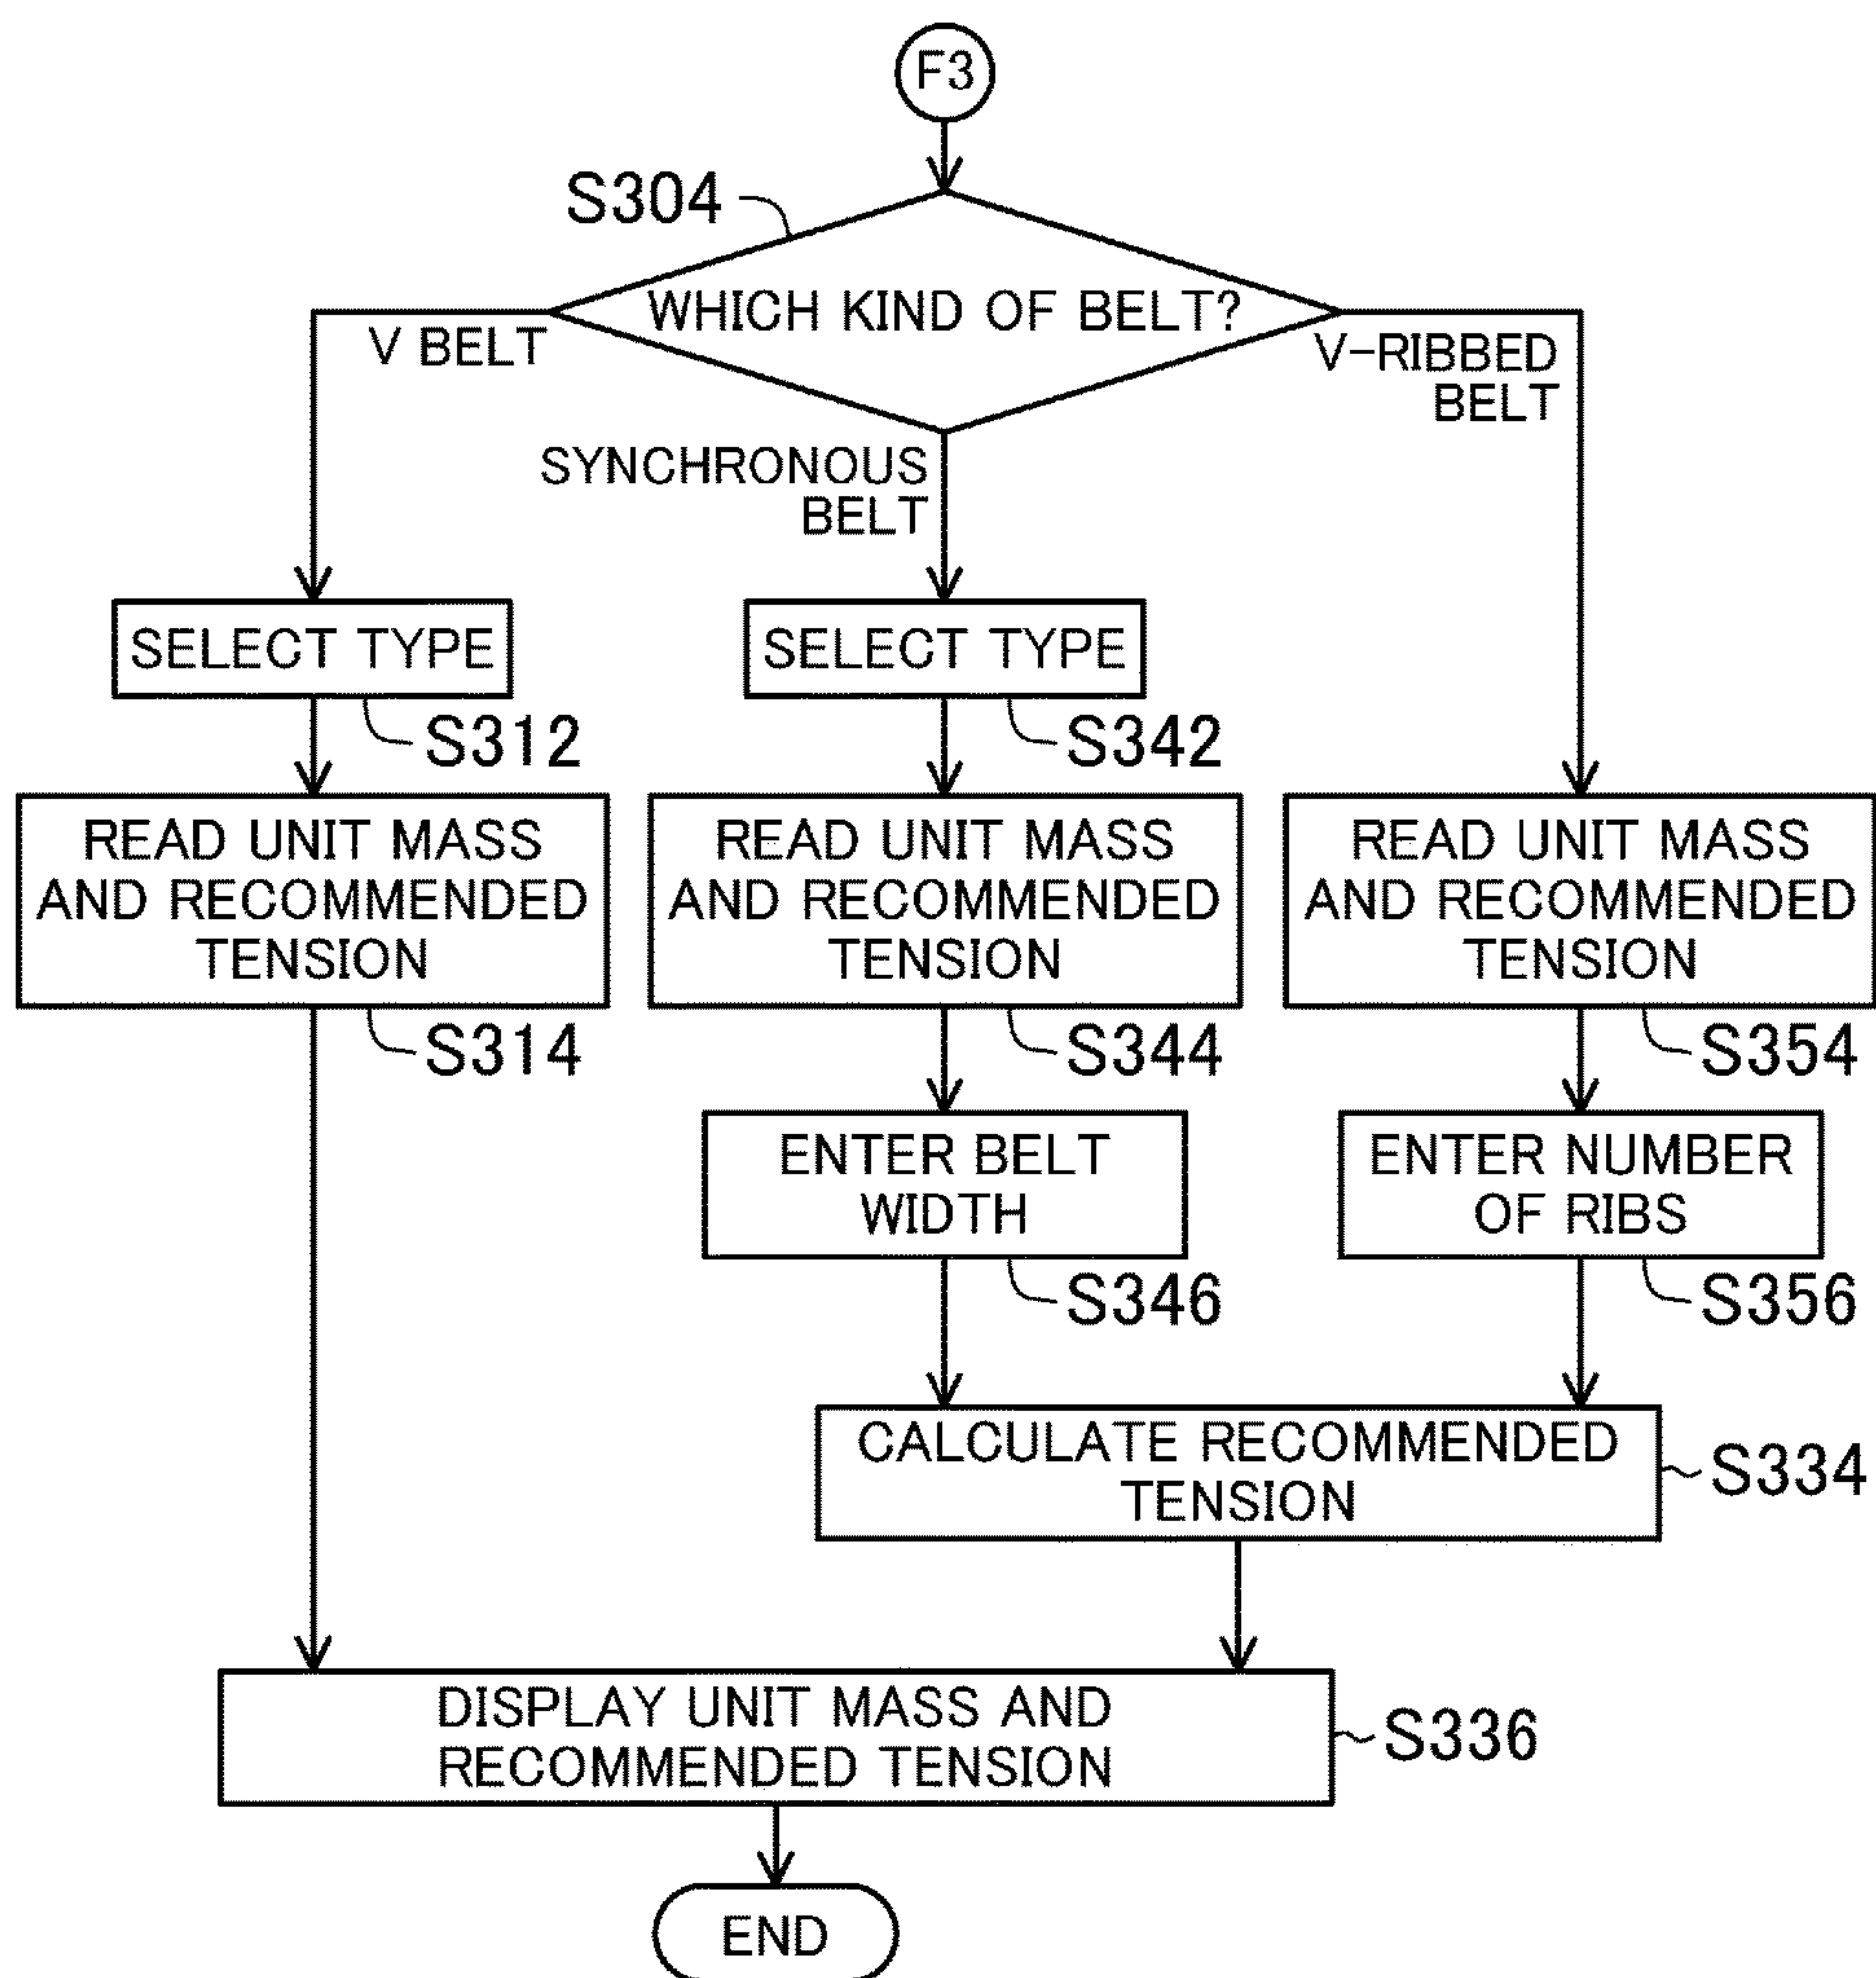 F3
S304
WHICH KIND OF BELT?
V BELT
V-RIBBED
BELT
SYNCHRONOUS
BELT
SELECT TYPE
S312
SELECT TYPE
S342
READ UNIT MASS
AND RECOMMENDED
TENSION
S314
READ UNIT MASS
AND RECOMMENDED
TENSION
S344
READ UNIT MASS
AND RECOMMENDED
TENSION
S354
ENTER BELT
WIDTH
S346
ENTER NUMBER
OF RIBS
S356
CALCULATE RECOMMENDED
TENSION
S334
DISPLAY UNIT MASS AND
RECOMMENDED TENSION
S336
END